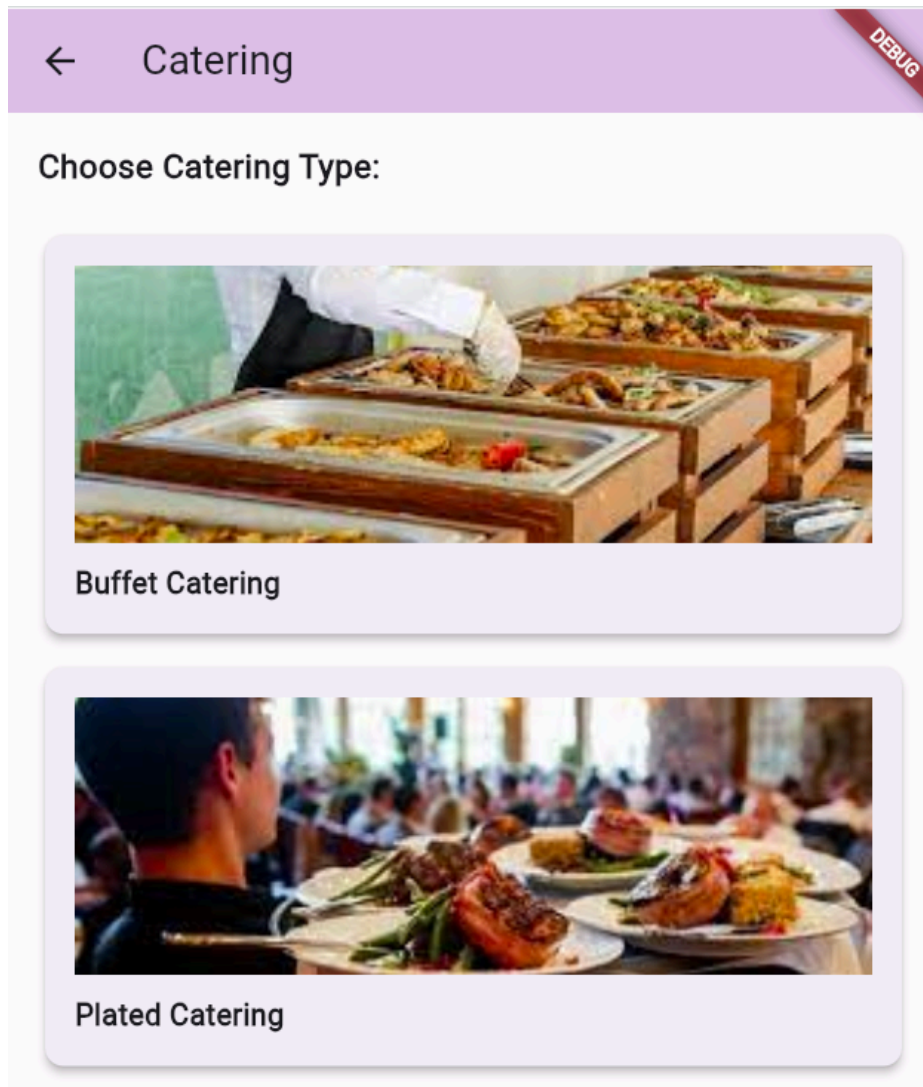 Catering
DEBUG
Choose Catering Type:
Buffet Catering
Plated Catering